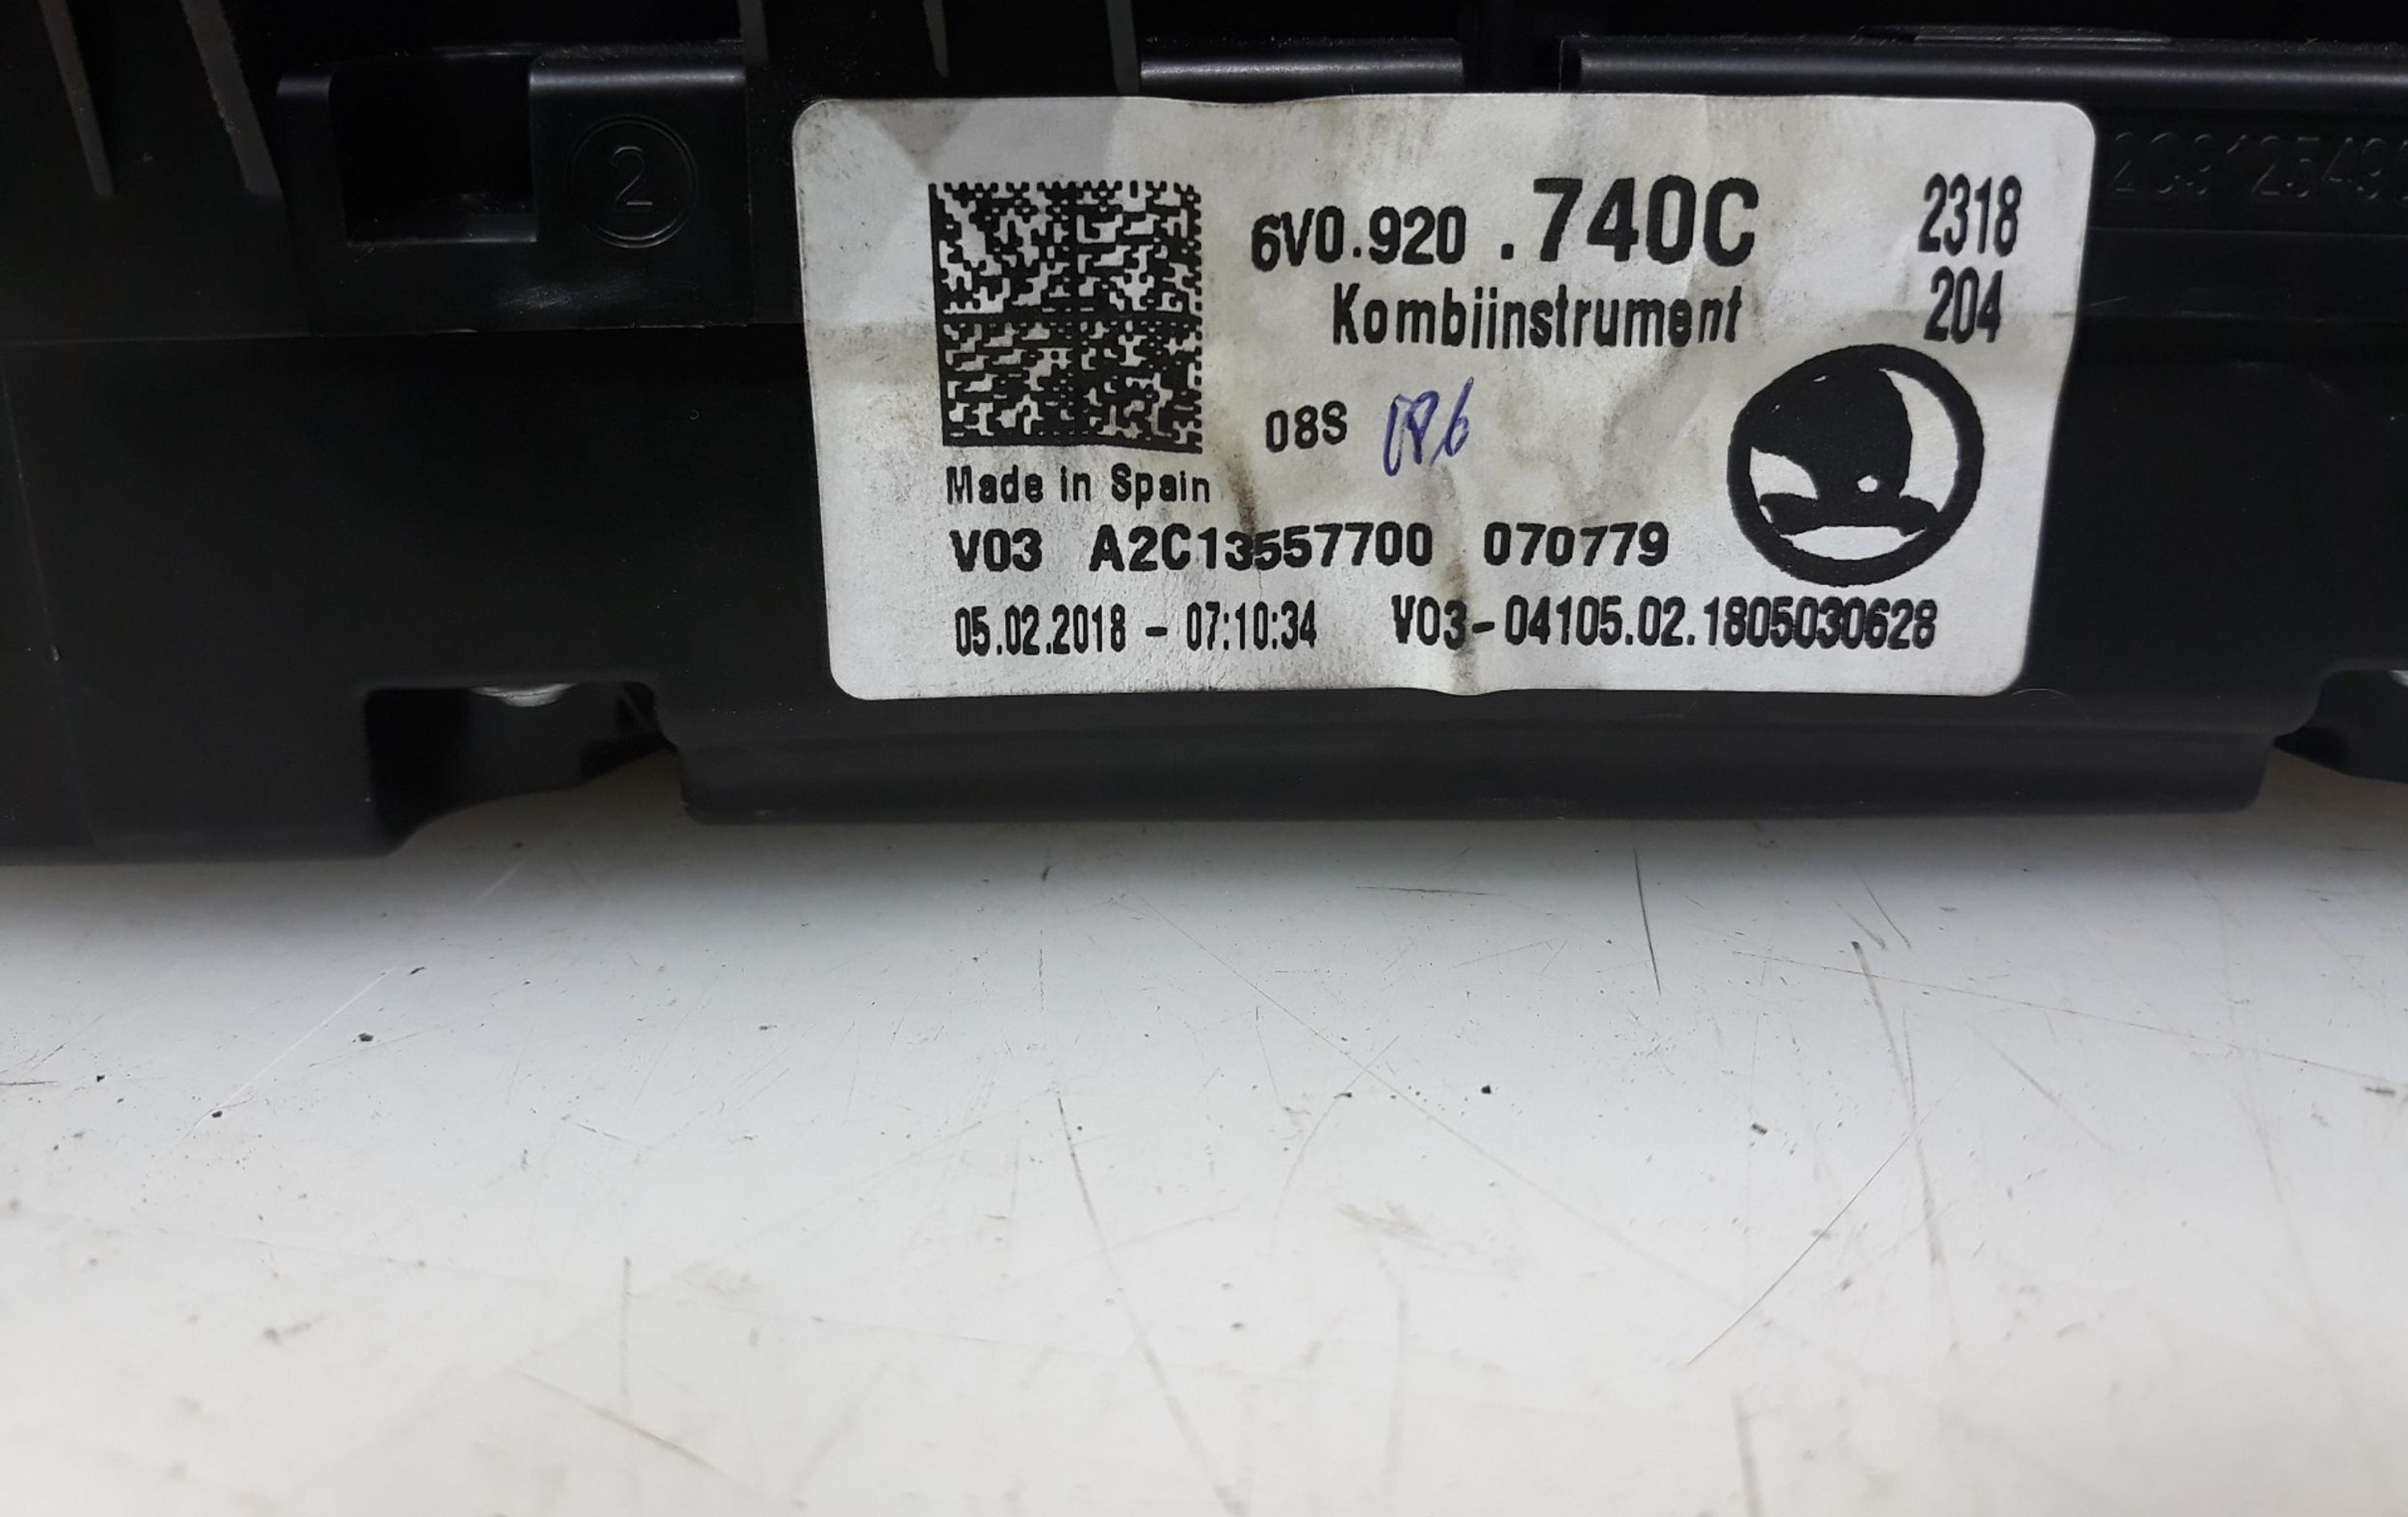 2
6V0.920 .740C 2318
Kombiinstrument 204
08S
Made in Spain
V03 A2C13557700 070779
05.02.2018 - 07:10:34 V03-04105.02.1805030628